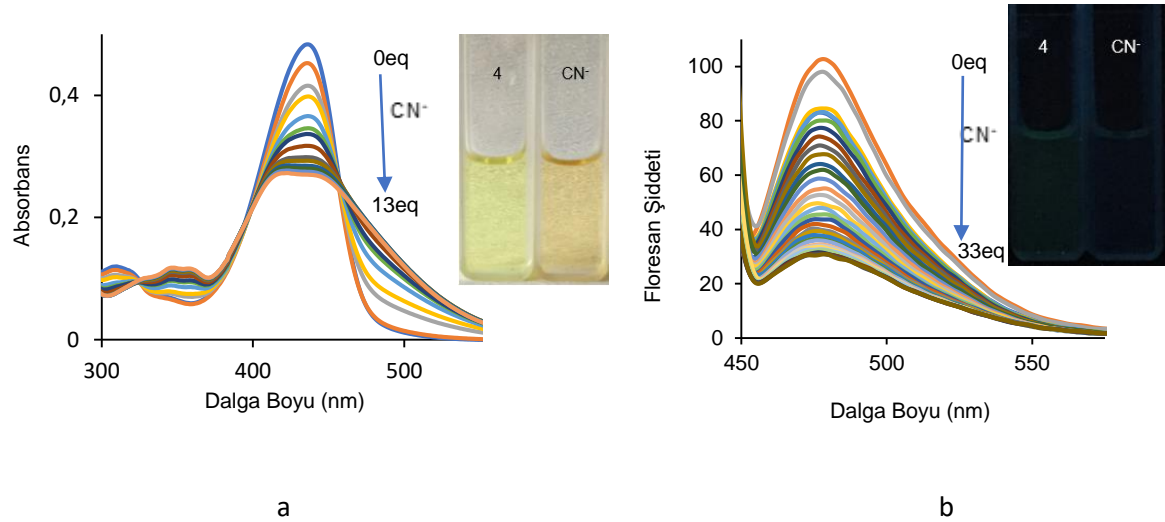 Absorbans
0,4
0,2
0
300
400
500
Dalga Boyu (nm)
0eq
CN-
13eq
4
CN-
a
Floresan Şiddeti
100
80
60
40
20
0
450
500
550
Dalga Boyu (nm)
0eq
CN-
33eq
4
CN-
b